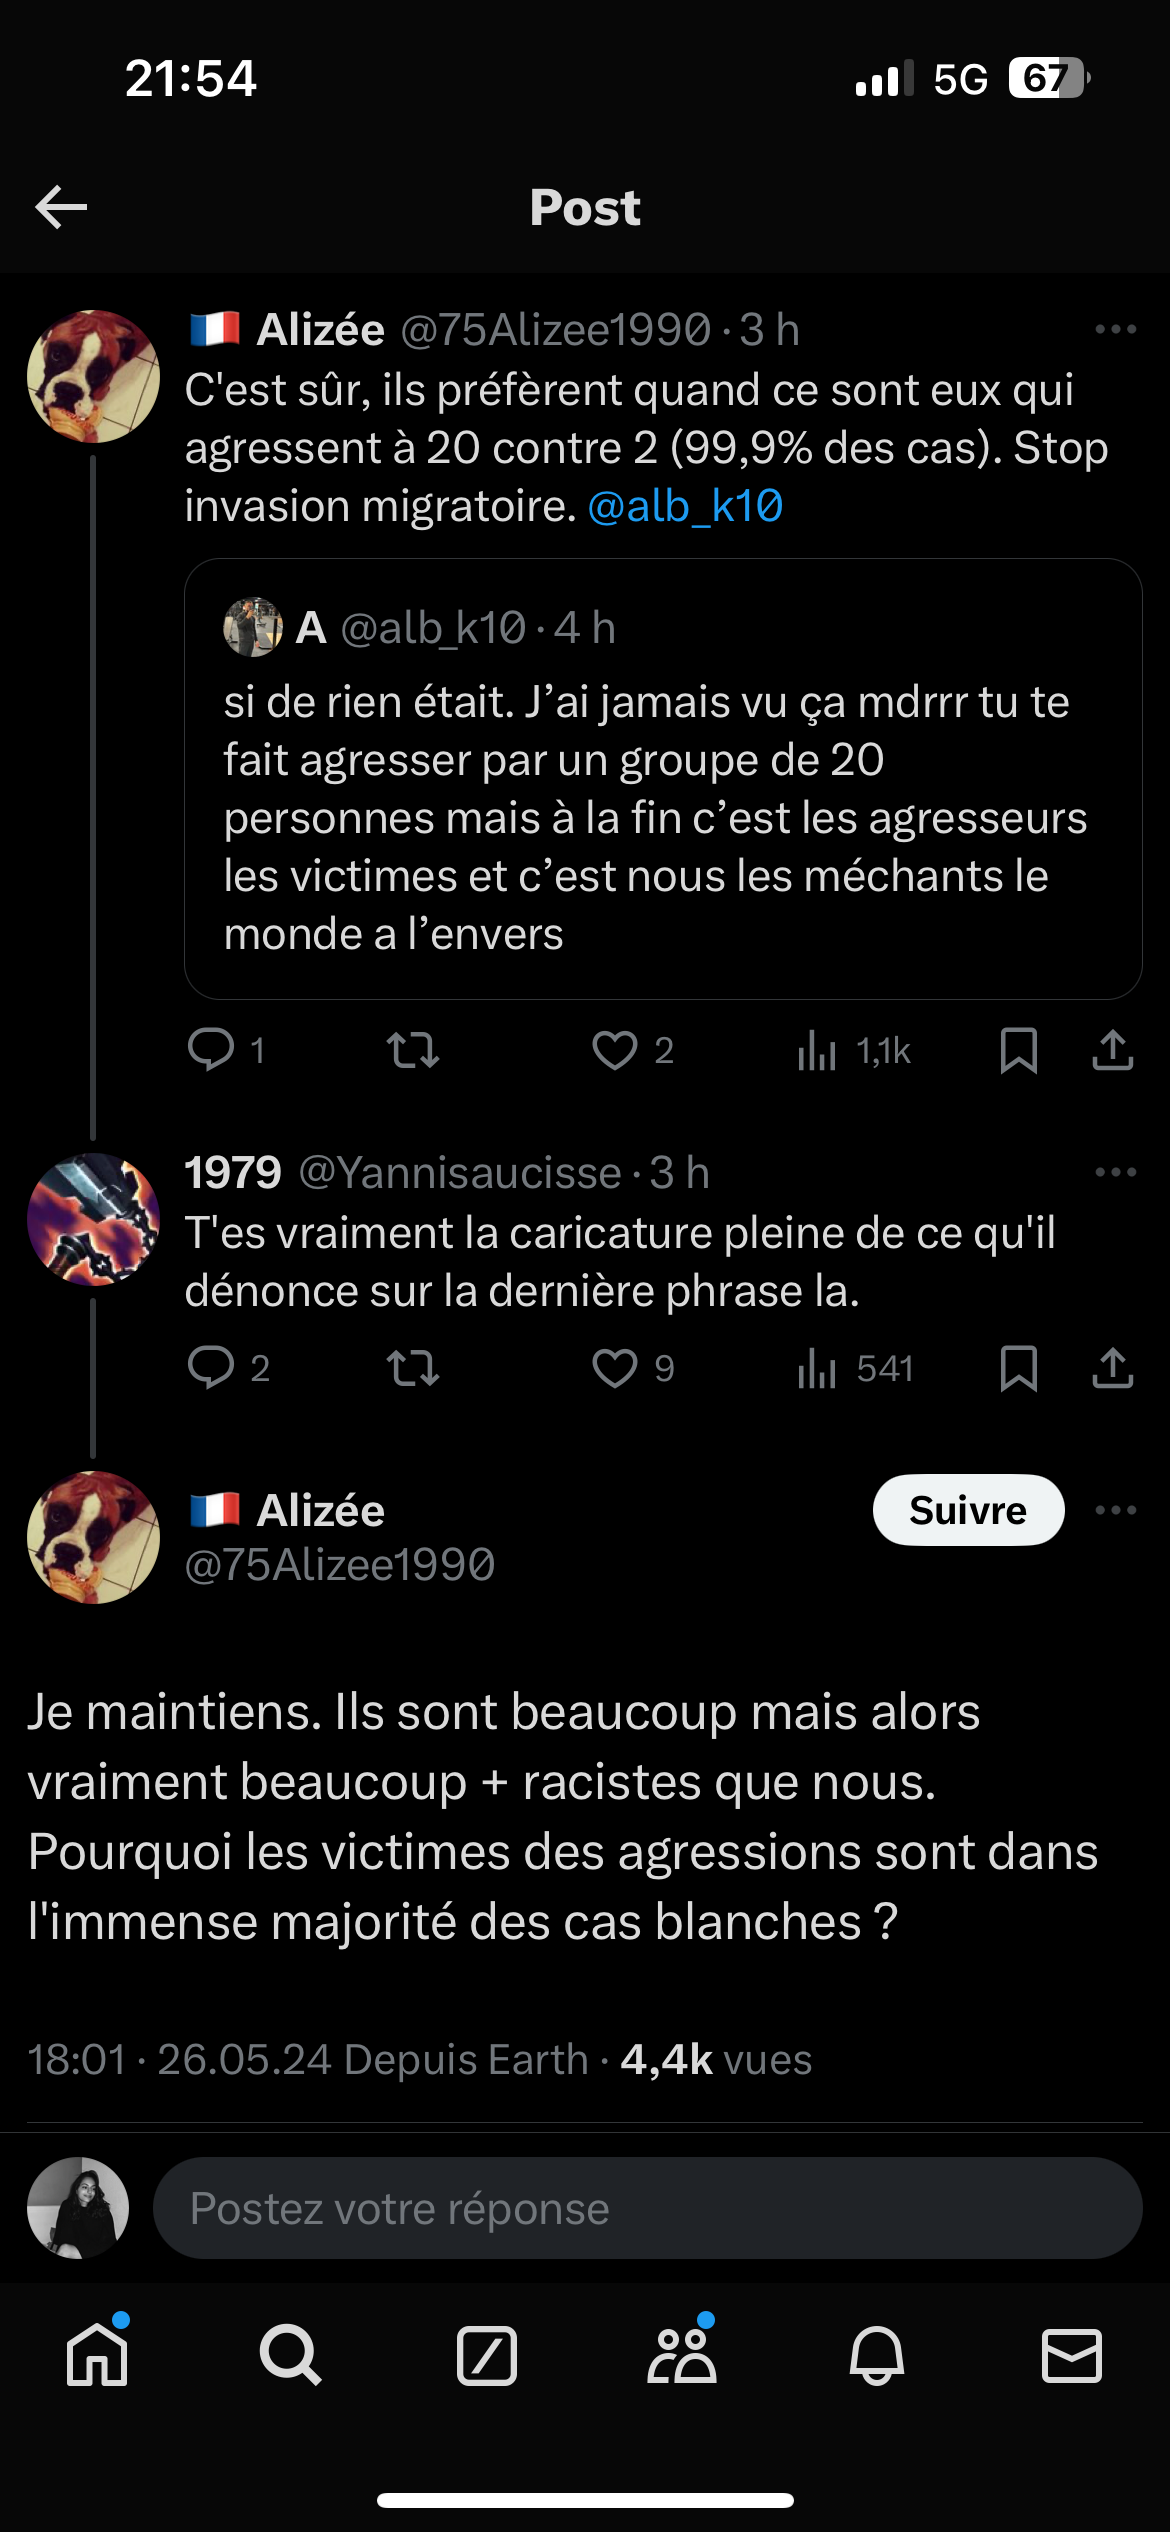 21:54
5G 67
Post
🇫🇷 Alizée @75Alizee1990 · 3 h
C'est sûr, ils préfèrent quand ce sont eux qui
agressent à 20 contre 2 (99,9% des cas). Stop
invasion migratoire. @alb_k10
A @alb_k10 · 4 h
si de rien était. J’ai jamais vu ça mdrrr tu te
fait agresser par un groupe de 20
personnes mais à la fin c’est les agresseurs
les victimes et c’est nous les méchants le
monde a l’envers
1 2 1,1k
1979 @Yannisaucisse · 3 h
T'es vraiment la caricature pleine de ce qu'il
dénonce sur la dernière phrase la.
2 9 541
🇫🇷 Alizée
Suivre
@75Alizee1990
Je maintiens. Ils sont beaucoup mais alors
vraiment beaucoup + racistes que nous.
Pourquoi les victimes des agressions sont dans
l'immense majorité des cas blanches ?
18:01 · 26.05.24 Depuis Earth · 4,4k vues
Postez votre réponse